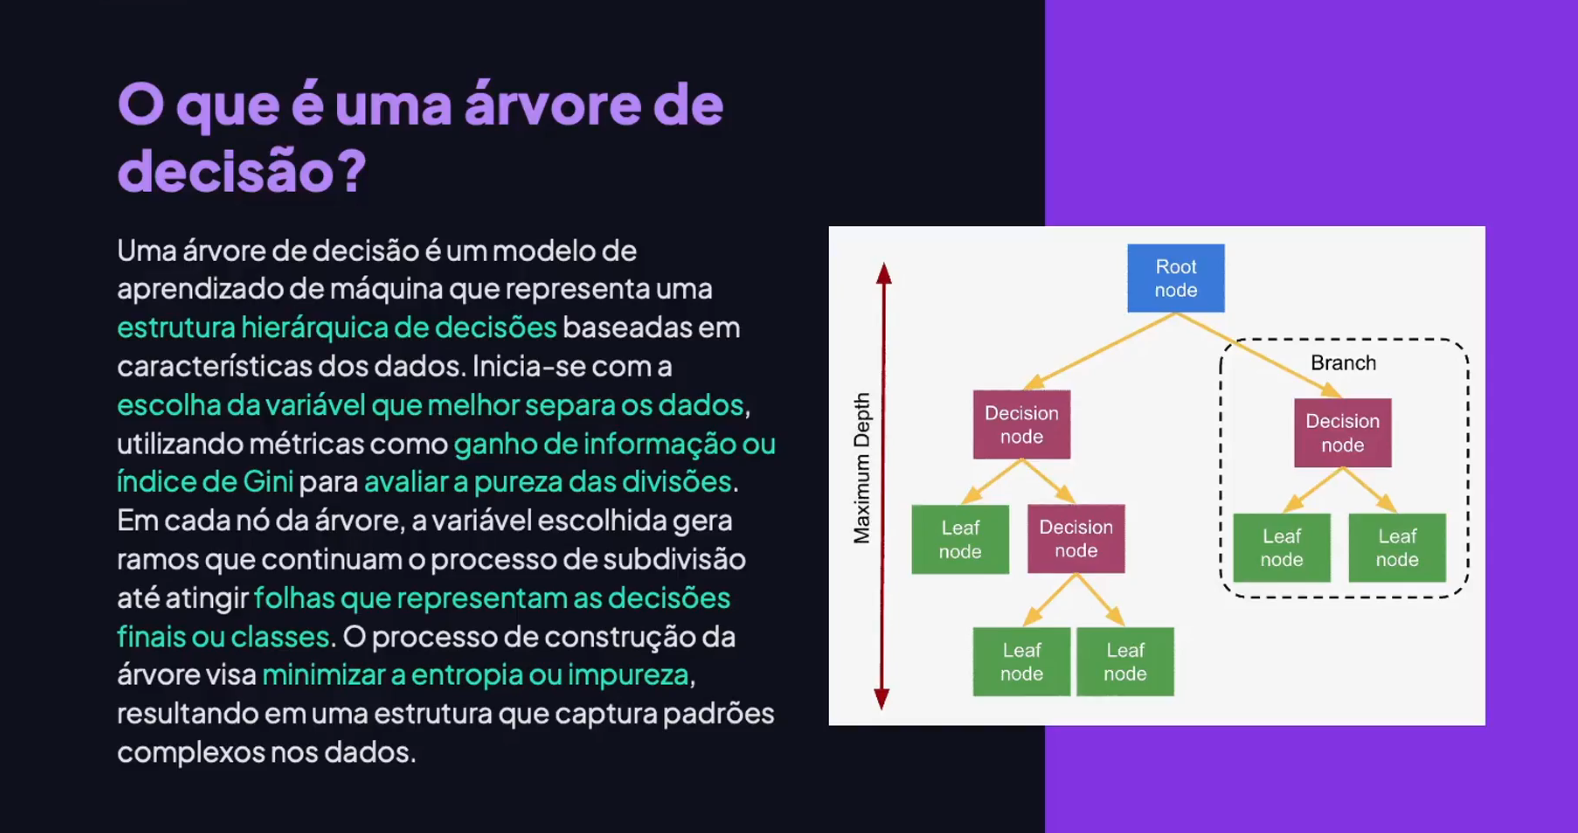 O que é uma árvore de
decisão?
Uma árvore de decisão é um modelo de
aprendizado de máquina que representa uma
estrutura hierárquica de decisões baseadas em
características dos dados. Inicia-se com a
escolha da variável que melhor separa os dados,
utilizando métricas como ganho de informação ou
índice de Gini para avaliar a pureza das divisões.
Em cada nó da árvore, a variável escolhida gera
ramos que continuam o processo de subdivisão
até atingir folhas que representam as decisões
finais ou classes. O processo de construção da
árvore visa minimizar a entropia ou impureza,
resultando em uma estrutura que captura padrões
complexos nos dados.
Maximum Depth
Root
node
Branch
Decision
node
Decision
node
Leaf
node
Decision
node
Leaf
node
Leaf
node
Leaf
node
Leaf
node